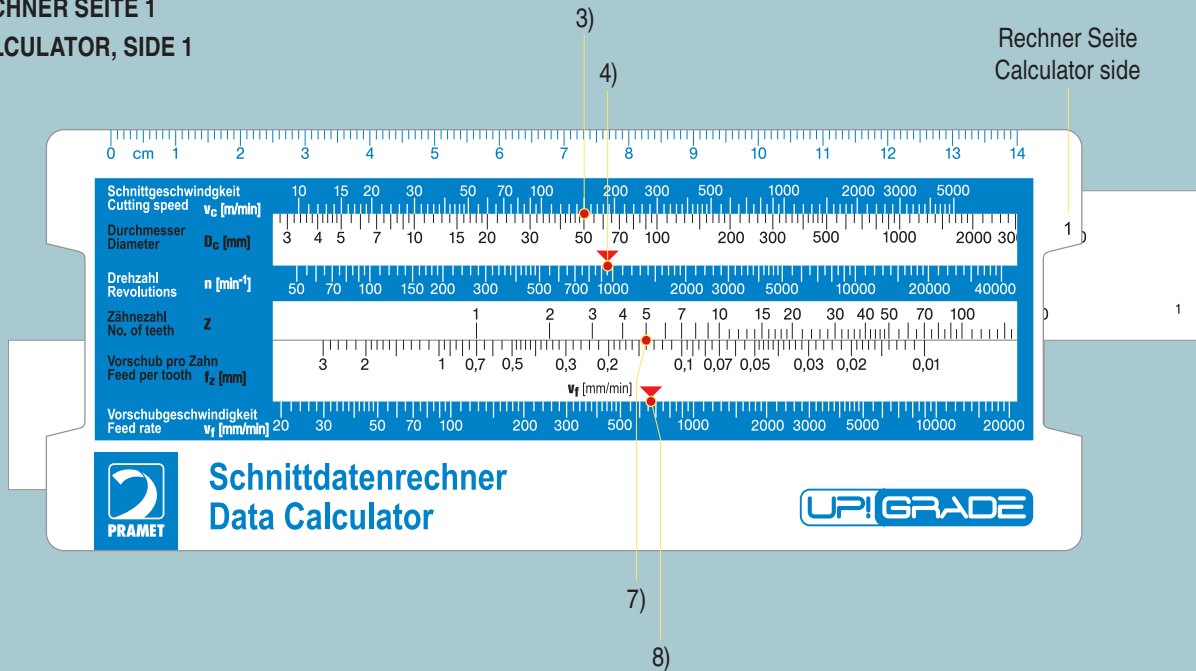 CHNER SEITE 1
LCULATOR, SIDE 1
3)
4)
Rechner Seite
Calculator side
0 cm 1 2 3 4 5 6 7 8 9 10 11 12 13 14
Schnittgeschwindgkeit
Cutting speed vc [m/min]
10 15 20 30 50 70 100 200 300 500 1000 2000 3000 5000
Durchmesser
Diameter Dc [mm]
3 4 5 7 10 15 20 30 50 70 100 200 300 500 1000 2000
1
Drehzahl
Revolutions n [min-1]
50 70 100 150 200 300 500 700 1000 2000 3000 5000 10000 20000 40000
Zähnezahl
No. of teeth Z
1 2 3 4 5 7 10 15 20 30 40 50 70 100
1
Vorschub pro Zahn
Feed per tooth fz [mm]
3 2 1 0,7 0,5 0,3 0,2 0,1 0,07 0,05 0,03 0,02 0,01
vf [mm/min]
Vorschubgeschwindigkeit
Feed rate vf [mm/min]
20 30 50 70 100 200 300 500 1000 2000 3000 5000 10000 20000
PRAMET
Schnittdatenrechner
Data Calculator
UP! GRADE
7)
8)